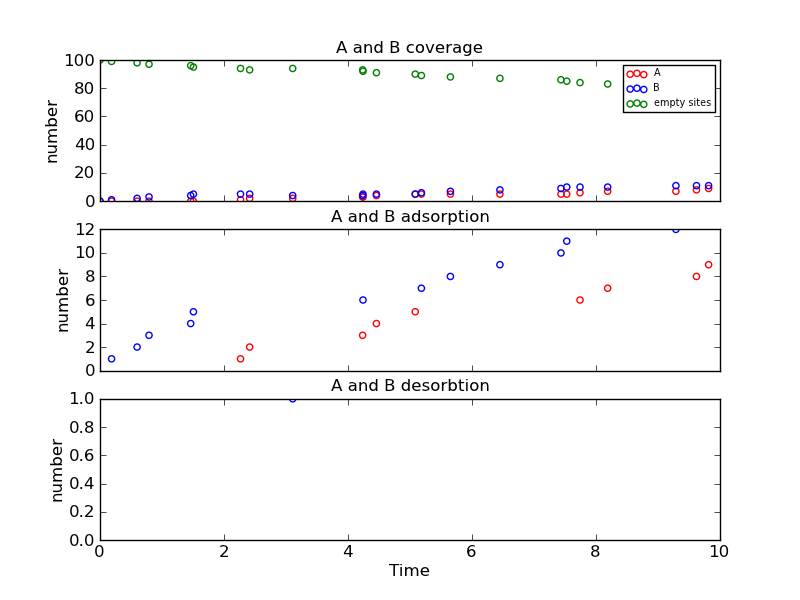 A and B coverage
100
80
60
40
20
0
number
A
B
empty sites
A and B adsorption
12
10
8
6
4
2
0
number
A and B desorbtion
1.0
0.8
0.6
0.4
0.2
0.0
number
0 2 4 6 8 10
Time